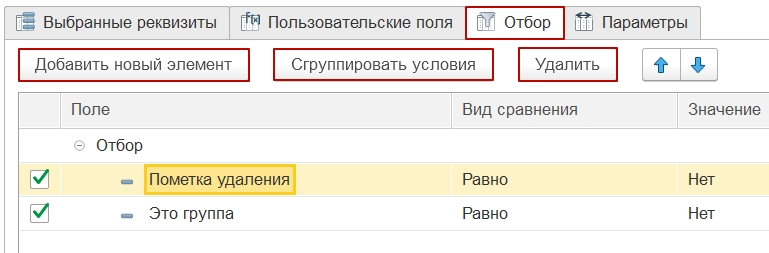 Выбранные реквизиты f(x) Пользовательские поля Отбор Параметры
Добавить новый элемент Сгруппировать условия Удалить
Поле Вид сравнения Значение
Отбор
Пометка удаления Равно Нет
Это группа Равно Нет